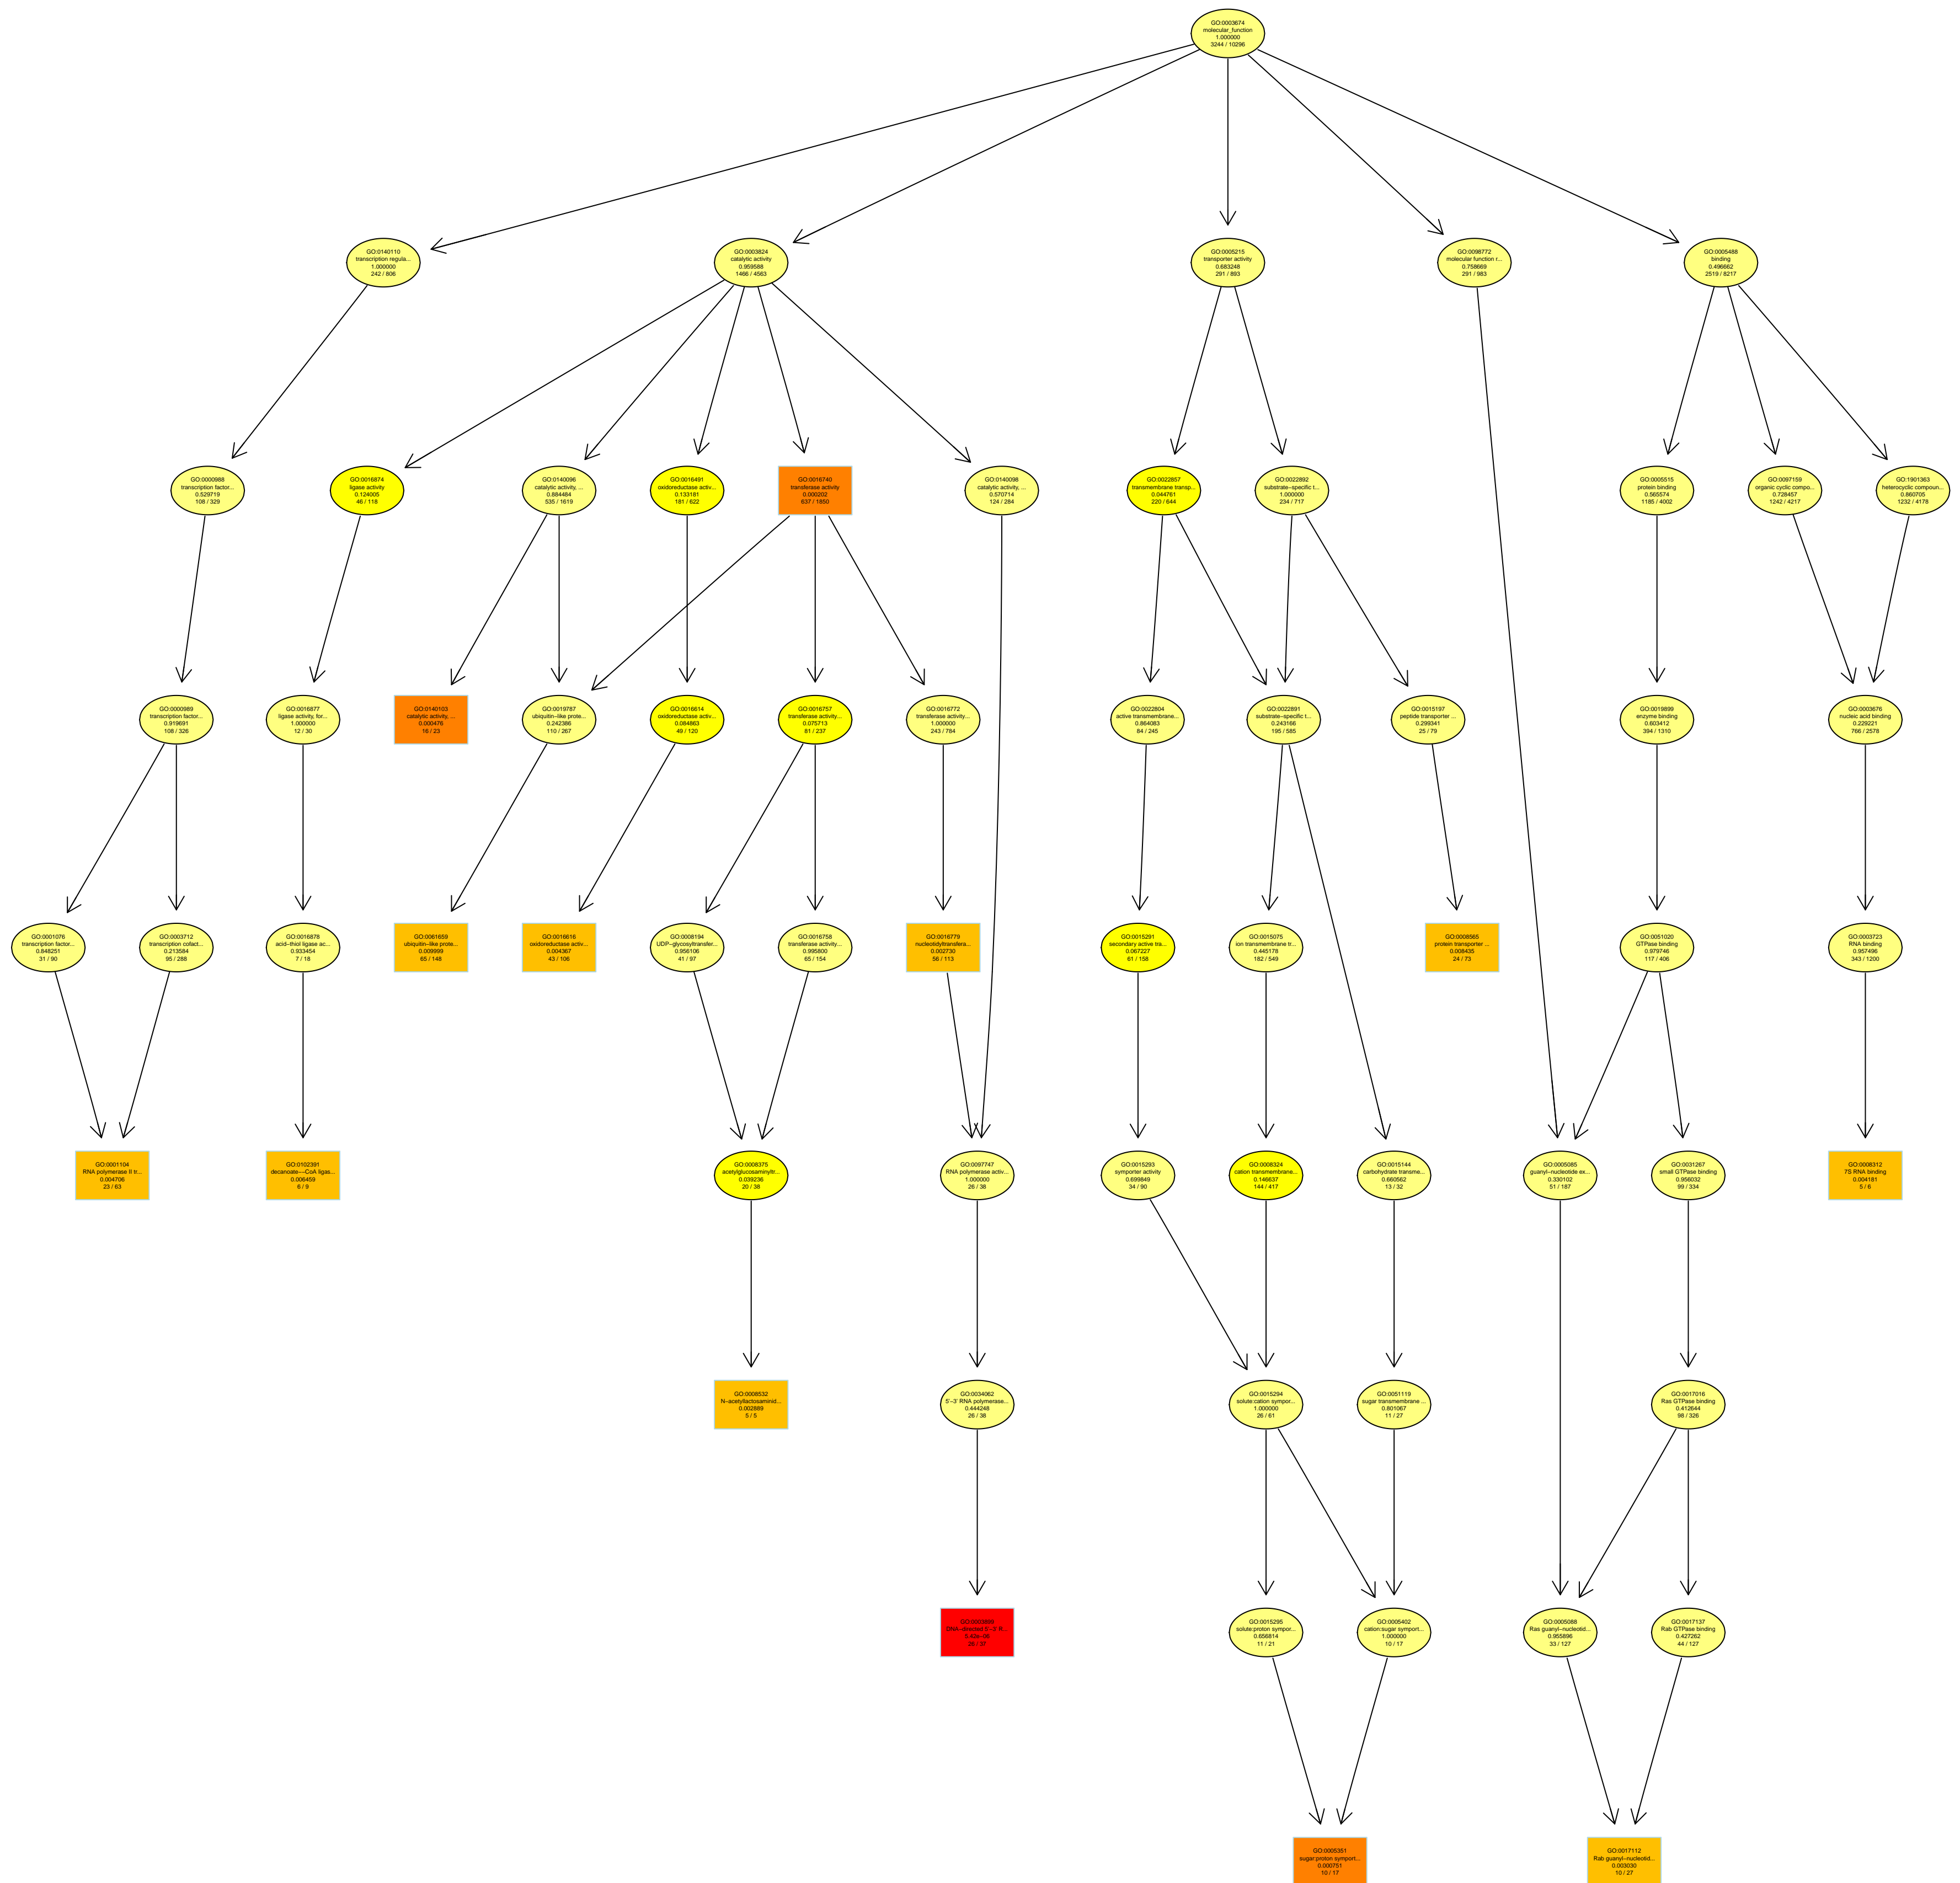 GO:0003674
molecular_function
1.000000
3244 / 10296
GO:0140110
transcription regula...
1.000000
242 / 806
GO:0003824
catalytic activity
0.959588
1466 / 4563
GO:0005215
transporter activity
0.683248
291 / 893
GO:0098772
molecular function r...
0.758669
291 / 983
GO:0005488
binding
0.496662
2519 / 8217
GO:0000988
transcription factor...
0.529719
108 / 329
GO:0016874
ligase activity
0.124005
46 / 118
GO:0140096
catalytic activity, ...
0.884464
535 / 1619
GO:0016491
oxidoreductase activ...
0.133181
181 / 622
GO:0016740
transferase activity
0.000202
637 / 1850
GO:0140098
catalytic activity, ...
0.570714
124 / 284
GO:0022857
transmembrane transp...
0.044761
220 / 644
GO:0022892
substrate−specific t...
1.000000
234 / 717
GO:0005515
protein binding
0.565574
1185 / 4002
GO:0097159
organic cyclic compo...
0.728457
1242 / 4217
GO:1901363
heterocyclic compoun...
0.860705
1232 / 4178
GO:0000989
transcription factor...
0.919691
108 / 326
GO:0016877
ligase activity, for...
1.000000
12 / 30
GO:0140103
catalytic activity, ...
0.000476
16 / 23
GO:0019787
ubiquitin−like prote...
0.242386
110 / 267
GO:0016614
oxidoreductase activ...
0.084863
49 / 120
GO:0016757
transferase activity...
0.075713
81 / 237
GO:0016772
transferase activity...
1.000000
243 / 784
GO:0022804
active transmembrane...
0.864083
84 / 245
GO:0022891
substrate−specific t...
0.243166
195 / 585
GO:0015197
peptide transporter ...
0.299341
25 / 79
GO:0019899
enzyme binding
0.603412
394 / 1310
GO:0003676
nucleic acid binding
0.229221
766 / 2578
GO:0001076
transcription factor...
0.848251
31 / 90
GO:0003712
transcription cofact...
0.213584
95 / 288
GO:0016878
acid−thiol ligase ac...
0.933454
7 / 18
GO:0061659
ubiquitin−like prote...
0.009999
65 / 148
GO:0016616
oxidoreductase activ...
0.004367
43 / 106
GO:0008194
UDP−glycosyltransfer...
0.956106
41 / 97
GO:0016758
transferase activity...
0.995800
65 / 154
GO:0016779
nucleotidyltransfera...
0.002730
56 / 113
GO:0015291
secondary active tra...
0.067227
61 / 158
GO:0015075
ion transmembrane tr...
0.445178
182 / 549
GO:0008565
protein transporter ...
0.008435
24 / 73
GO:0051020
GTPase binding
0.979746
117 / 406
GO:0003723
RNA binding
0.957496
343 / 1200
GO:0001104
RNA polymerase II tr...
0.004706
23 / 63
GO:0102391
decanoate−−CoA ligas...
0.006459
6 / 9
GO:0008375
acetylglucosaminyltr...
0.039236
20 / 38
GO:0097747
RNA polymerase activ...
1.000000
26 / 38
GO:0015293
symporter activity
0.699849
34 / 90
GO:0008324
cation transmembrane...
0.146637
144 / 417
GO:0015144
carbohydrate transme...
0.660562
13 / 32
GO:0005085
guanyl−nucleotide ex...
0.330102
51 / 187
GO:0031267
small GTPase binding
0.956032
99 / 334
GO:0008312
7S RNA binding
0.004181
5 / 6
GO:0008532
N−acetyllactosaminid...
0.002889
5 / 5
GO:0034062
5'−3' RNA polymerase...
0.444248
26 / 38
GO:0015294
solute:cation sympor...
1.000000
26 / 61
GO:0051119
sugar transmembrane ...
0.801067
11 / 27
GO:0017016
Ras GTPase binding
0.412644
98 / 326
DNA−directed 5'−3' R...
GO:0015295
solute:proton sympor...
0.656814
11 / 21
GO:0005402
cation:sugar symport...
1.000000
10 / 17
GO:0005088
Ras guanyl−nucleotid...
0.955896
33 / 127
GO:0017137
Rab GTPase binding
0.427262
44 / 127
GO:0005351
sugar:proton symport...
0.000751
10 / 17
GO:0017112
Rab guanyl−nucleotid...
0.003030
10 / 27